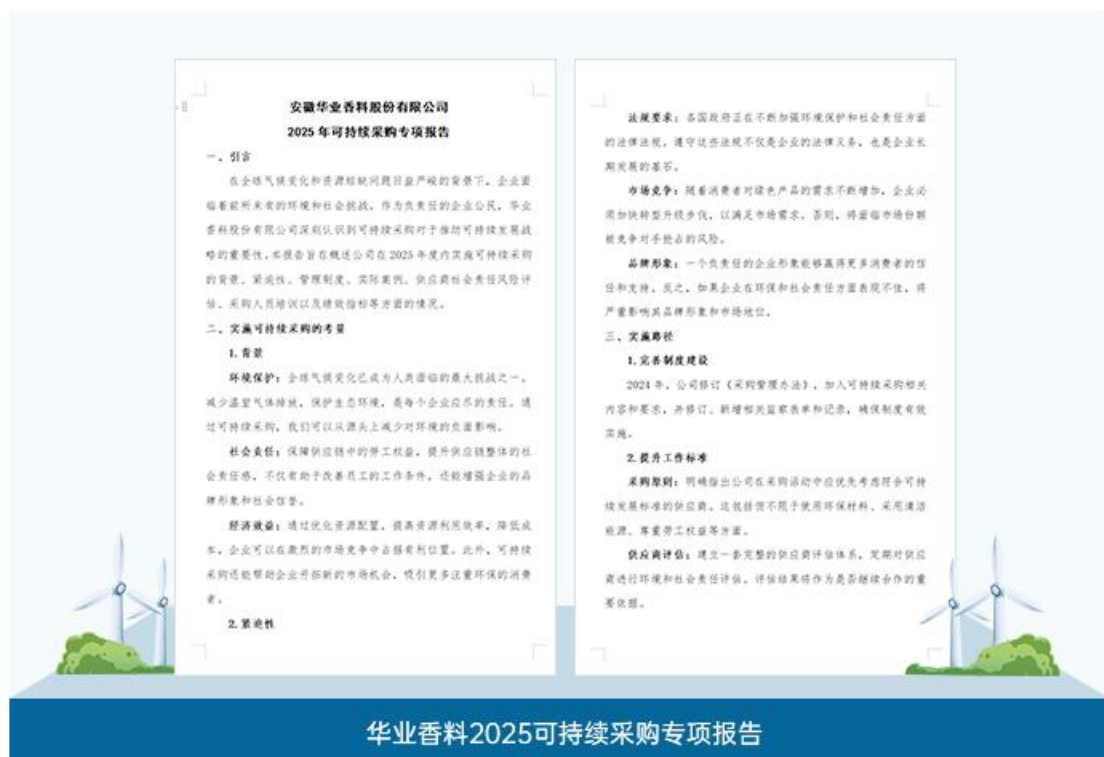 安徽华业香料股份有限公司
2025 年可持续采购专项报告
一、引言
在全球气候变化和资源短缺问题日益严峻的背景下，企业面
临着前所未有的环境和社会挑战。作为负责任的企业公民，华业
香料股份有限公司深刻认识到可持续采购对于推动可持续发展战
略的重要性。本报告旨在概述公司在 2025 年度内实施可持续采购
的背景、紧迫性、管理制度、实际案例、供应商社会责任风险评
估、采购人员培训以及绩效指标等方面的情况。
二、实施可持续采购的考量
1.背景
环境保护：全球气候变化已成为人类面临的最大挑战之一。
减少温室气体排放，保护生态环境，是每个企业应尽的责任。通
过可持续采购，我们可以从源头上减少对环境的负面影响。
社会责任：保障供应链中的劳工权益，提升供应链整体的社
会责任感，不仅有助于改善员工的工作条件，还能增强企业的品
牌形象和社会信誉。
经济效益：通过优化资源配置，提高资源利用效率，降低成
本，企业可以在激烈的市场竞争中占据有利位置。此外，可持续
采购还能帮助企业开拓新的市场机会，吸引更多注重环保的消费
者。
2.紧迫性
法规要求：各国政府正在不断加强环境保护和社会责任方面
的法律法规。遵守这些法规不仅是企业的法律义务，也是企业长
期发展的基石。
市场竞争：随着消费者对绿色产品的需求不断增加，企业必
须加快转型升级步伐，以满足市场需求。否则，将面临市场份额
被竞争对手抢占的风险。
品牌形象：一个负责任的企业形象能够赢得更多消费者的信
任和支持。反之，如果企业在环保和社会责任方面表现不佳，将
严重影响其品牌形象和市场地位。
三、实施路径
1.完善制度建设
2024 年，公司修订《采购管理办法》，加入可持续采购相关
内容和要求，并修订、新增相关监察表单和记录，确保制度有效
实施。
2.提升工作标准
采购原则：明确指出公司在采购活动中应优先考虑符合可持
续发展标准的供应商。这包括但不限于使用环保材料、采用清洁
能源、尊重劳工权益等方面。
供应商评估：建立一套完整的供应商评估体系，定期对供应
商进行环境和社会责任评估。评估结果将作为是否继续合作的重
要依据。
华业香料2025可持续采购专项报告